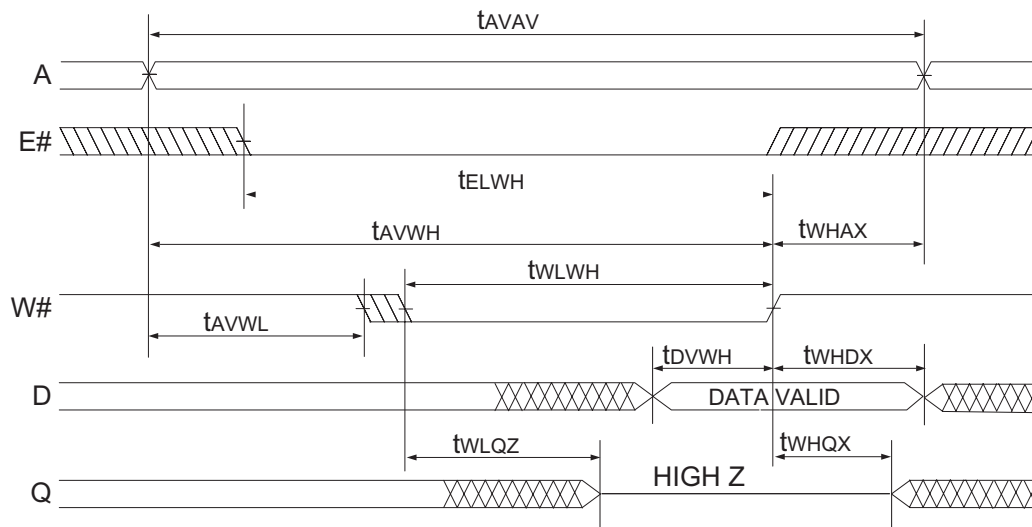 tAVAV
A
E#
tELWH
tAVWH
tWHAX
tWLWH
W#
tAVWL
tDVWH
tWHDX
D
DATA VALID
tWLQZ
tWHQX
HIGH Z
Q